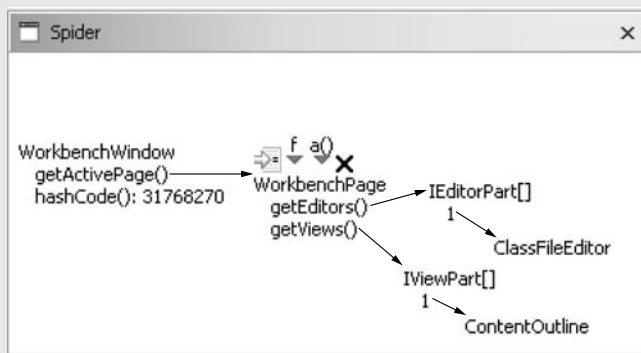 Spider
WorkbenchWindow
getActivePage()
hashCode(): 31768270
f a()
WorkbenchPage
getEditors()
getViews()
IEditorPart[]
1
ClassFileEditor
IViewPart[]
1
ContentOutline